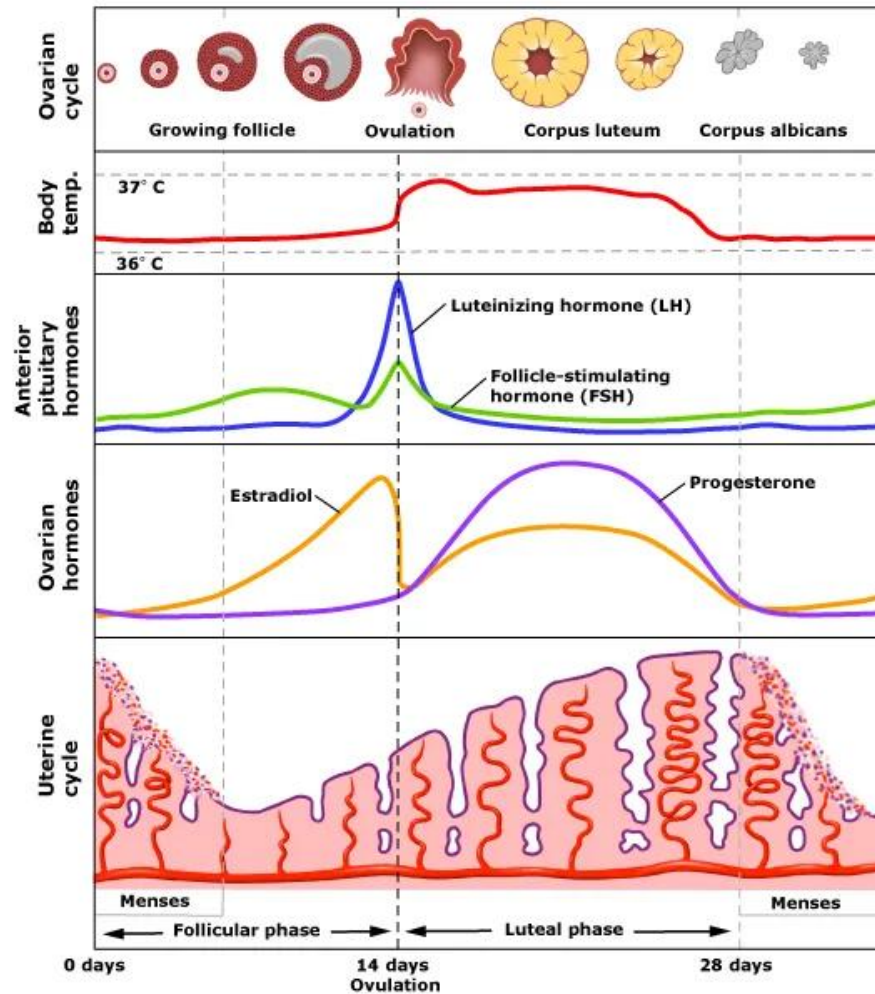 Ovarian
cycle
Growing follicle
Ovulation
Corpus luteum
Corpus albicans
Body
temp.
37° C
36° C
Anterior
pituitary
hormones
Luteinizing hormone (LH)
Follicle-stimulating
hormone (FSH)
Ovarian
hormones
Estradiol
Progesterone
Uterine
cycle
Menses
Menses
Follicular phase
Luteal phase
0 days
14 days
Ovulation
28 days